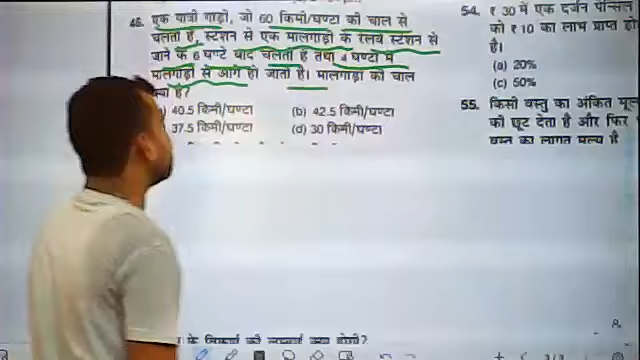 46. एक यात्री गाड़ी, जो 60 किमी/घण्टा की चाल से
चलती है, स्टेशन से एक मालगाड़ी के रेलवे स्टेशन से
जाने के 6 घण्टे बाद चलती है तथा 4 घण्टों में
मालगाड़ी से आगे हो जाती है। मालगाड़ी की चाल
क्या है?
40.5 किमी/घण्टा (b) 42.5 किमी/घण्टा
37.5 किमी/घण्टा (d) 30 किमी/घण्टा
54. ₹ 30 में एक दर्जन पेन्सिल
को ₹ 10 का लाभ प्राप्त हो
है।
(a) 20%
(c) 50%
55. किसी वस्तु का अंकित मूल
की छूट देता है और फिर
वस्तु का लागत मूल्य है